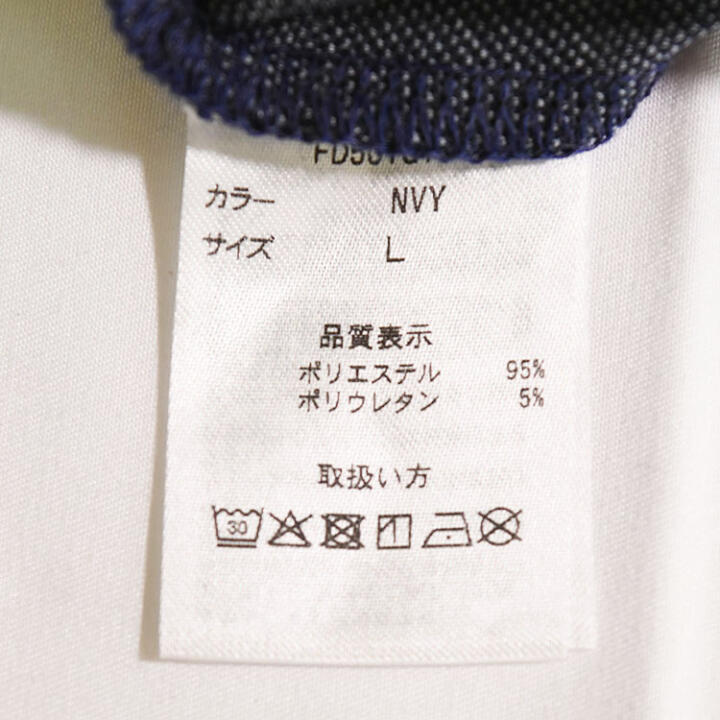 カラー NVY
サイズ L
品質表示
ポリエステル 95%
ポリウレタン 5%
取扱い方
30